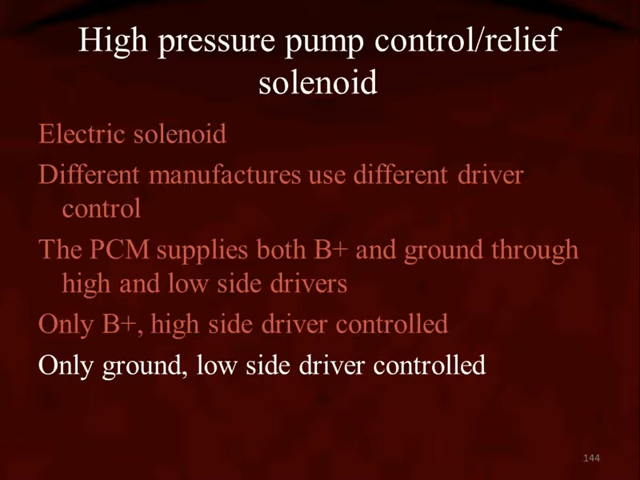 High pressure pump control/relief
solenoid
Electric solenoid
Different manufactures use different driver
control
The PCM supplies both B+ and ground through
high and low side drivers
Only B+, high side driver controlled
Only ground, low side driver controlled
144